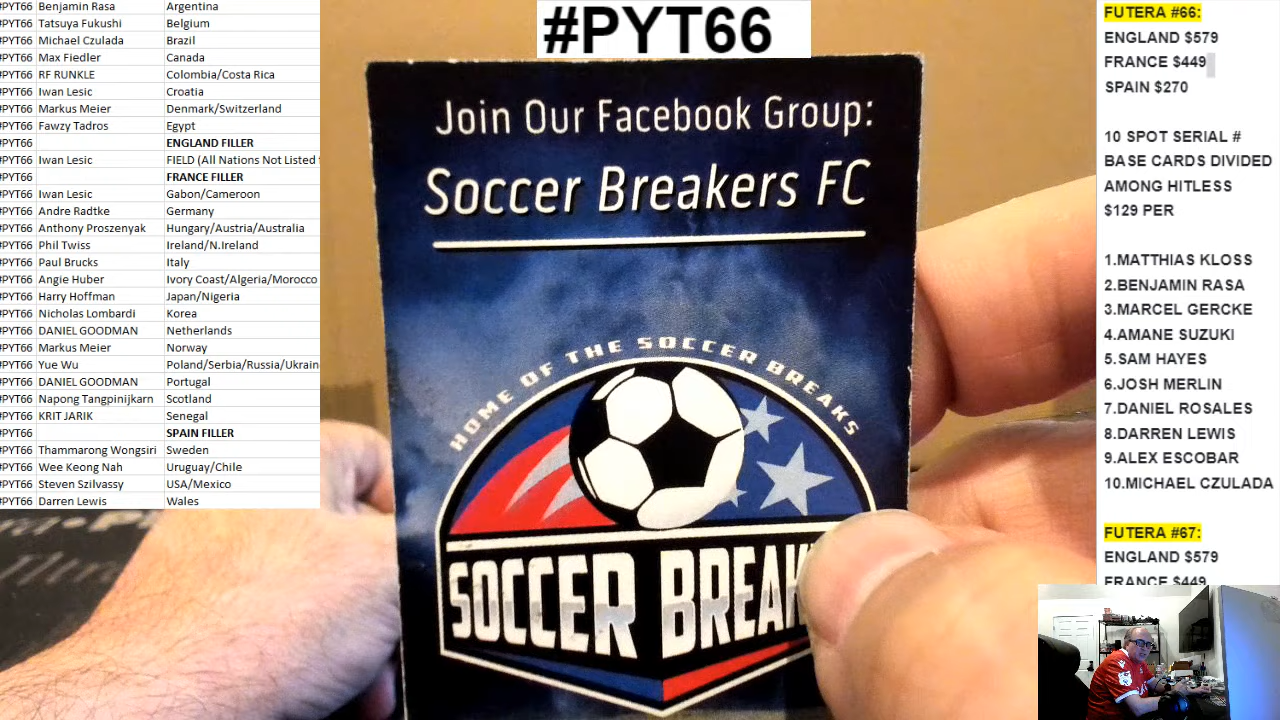 #PYT66 Benjamin Rasa Argentina
#PYT66 Tatsuya Fukushi Belgium
#PYT66 Michael Czulada Brazil
#PYT66 Max Fiedler Canada
#PYT66 RF RUNKLE Colombia/Costa Rica
#PYT66 Iwan Lesic Croatia
#PYT66 Markus Meier Denmark/Switzerland
#PYT66 Fawzy Tadros Egypt
#PYT66 ENGLAND FILLER
#PYT66 Iwan Lesic FIELD (All Nations Not Listed
#PYT66 FRANCE FILLER
#PYT66 Iwan Lesic Gabon/Cameroon
#PYT66 Andre Radtke Germany
#PYT66 Anthony Proszenyak Hungary/Austria/Australia
#PYT66 Phil Twiss Ireland/N.Ireland
#PYT66 Paul Brucks Italy
#PYT66 Angie Huber Ivory Coast/Algeria/Morocco
#PYT66 Harry Hoffman Japan/Nigeria
#PYT66 Nicholas Lombardi Korea
#PYT66 DANIEL GOODMAN Netherlands
#PYT66 Markus Meier Norway
#PYT66 Yue Wu Poland/Serbia/Russia/Ukrain
#PYT66 DANIEL GOODMAN Portugal
#PYT66 Napong Tangpinijkarn Scotland
#PYT66 KRIT JARIK Senegal
#PYT66 SPAIN FILLER
#PYT66 Thammarong Wongsiri Sweden
#PYT66 Wee Keong Nah Uruguay/Chile
#PYT66 Steven Szilvassy USA/Mexico
#PYT66 Darren Lewis Wales
#PYT66
Join Our Facebook Group:
Soccer Breakers FC
HOME OF THE SOCCER BREAKS
SOCCER BREAK
FUTERA #66:
ENGLAND $579
FRANCE $449
SPAIN $270
10 SPOT SERIAL #
BASE CARDS DIVIDED
AMONG HITLESS
$129 PER
1.MATTHIAS KLOSS
2.BENJAMIN RASA
3.MARCEL GERCKE
4.AMANE SUZUKI
5.SAM HAYES
6.JOSH MERLIN
7.DANIEL ROSALES
8.DARREN LEWIS
9.ALEX ESCOBAR
10.MICHAEL CZULADA
FUTERA #67:
ENGLAND $579
FRANCE $449